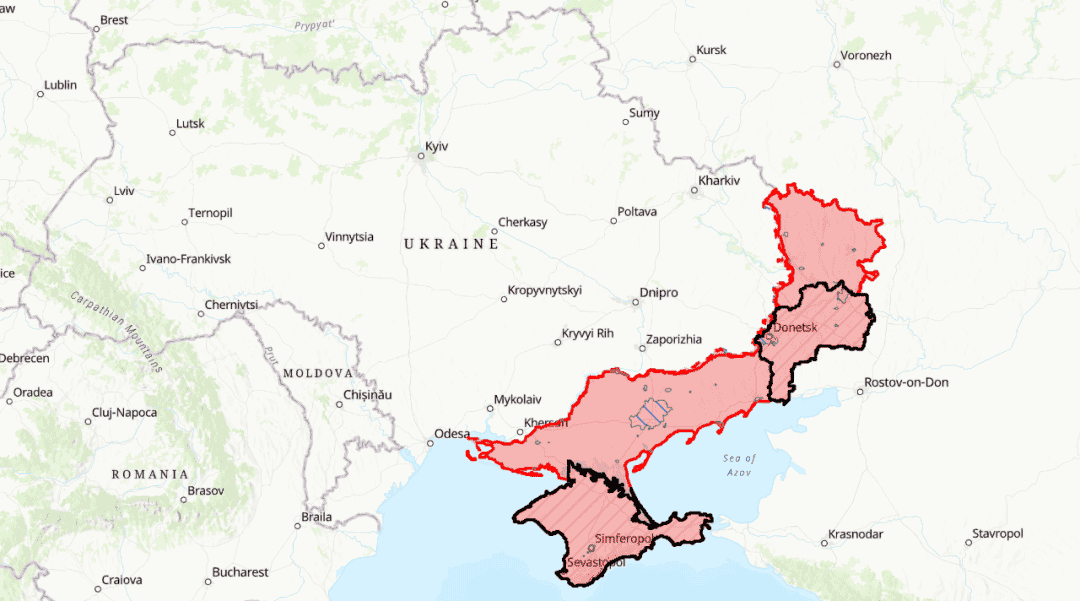 aw
Brest
Prypyat'
Kursk
Voronezh
Lublin
Lutsk
Sumy
Kyiv
Kharkiv
Lviv
Ternopil
Cherkasy
Poltava
Vinnytsia
UKRAINE
Ivano-Frankivsk
ice
Kropyvnytskyi
Dnipro
Chernivtsi
Carpathian Mountains
Donetsk
Kryvyi Rih
Zaporizhia
Debrecen
Prut
MOLDOVA
Rostov-on-Don
Oradea
Chișinău
Mykolaiv
Cluj-Napoca
Kherson
Odesa
Sea of
Azov
ROMANIA
Brasov
Braila
Simferopol
Krasnodar
Stavropol
Sevastopol
Bucharest
Craiova